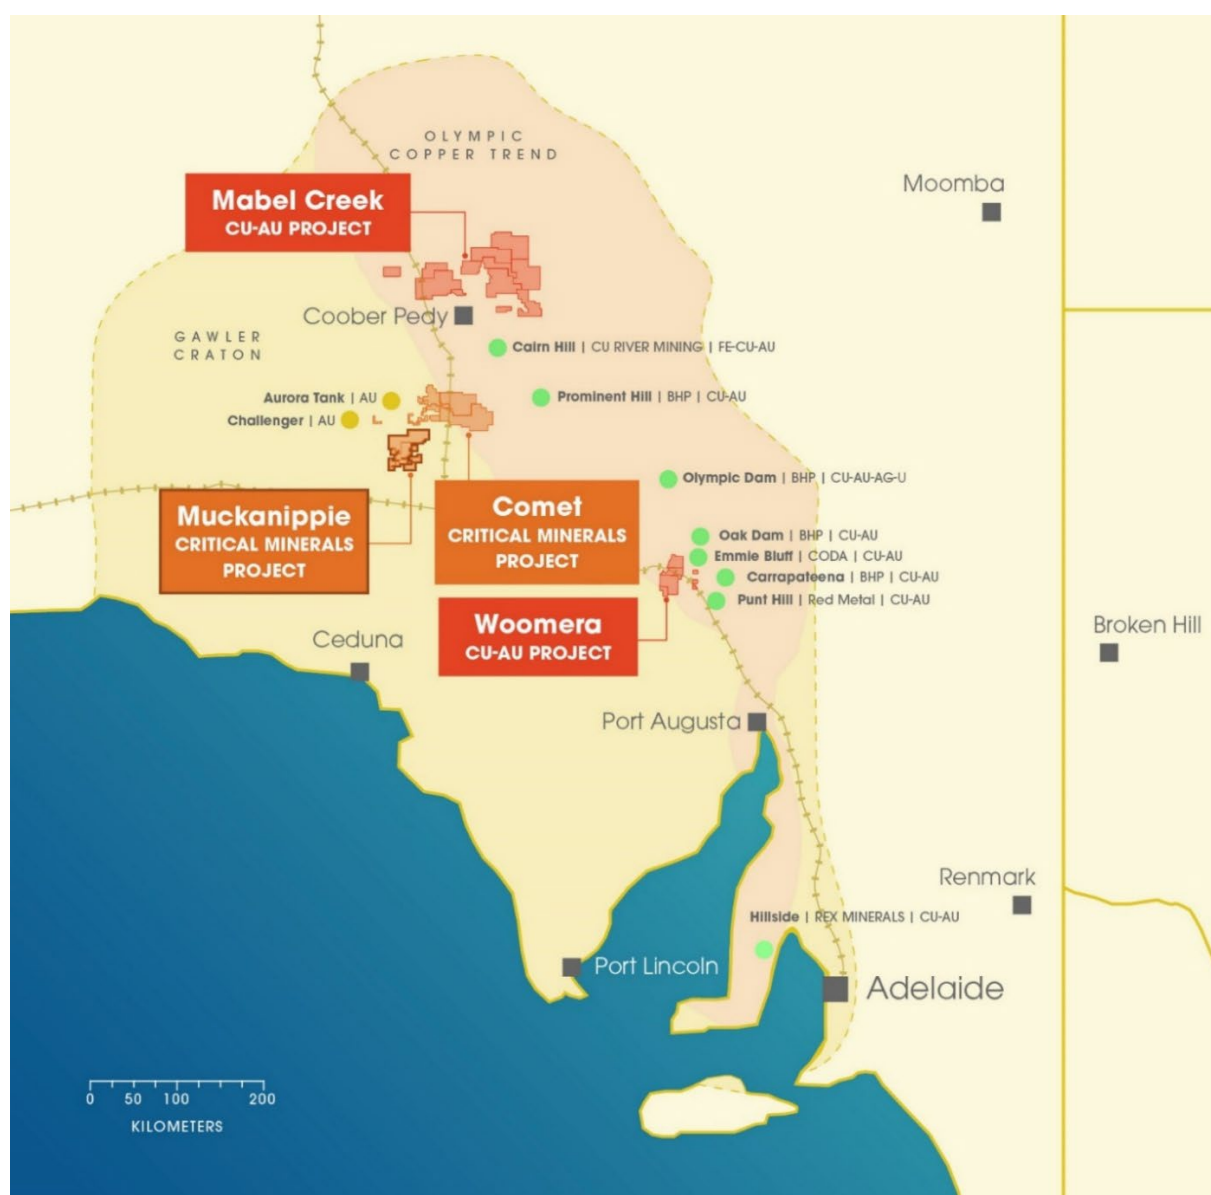 OLYMPIC
COPPER TREND
Moomba
Mabel Creek
CU-AU PROJECT
Coober Pedy
GAWLER
CRATON
Cairn Hill | CU RIVER MINING | FE-CU-AU
Aurora Tank | AU
Prominent Hill | BHP | CU-AU
Challenger | AU
Olympic Dam | BHP | CU-AU-AG-U
Muckanippie
CRITICAL MINERALS
PROJECT
Comet
CRITICAL MINERALS
PROJECT
Oak Dam | BHP | CU-AU
Emmie Bluff | CODA | CU-AU
Carrapateena | BHP | CU-AU
Punt Hill | Red Metal | CU-AU
Woomera
CU-AU PROJECT
Ceduna
Broken Hill
Port Augusta
Renmark
Hillside | REX MINERALS | CU-AU
Port Lincoln
Adelaide
0 50 100 200
KILOMETERS